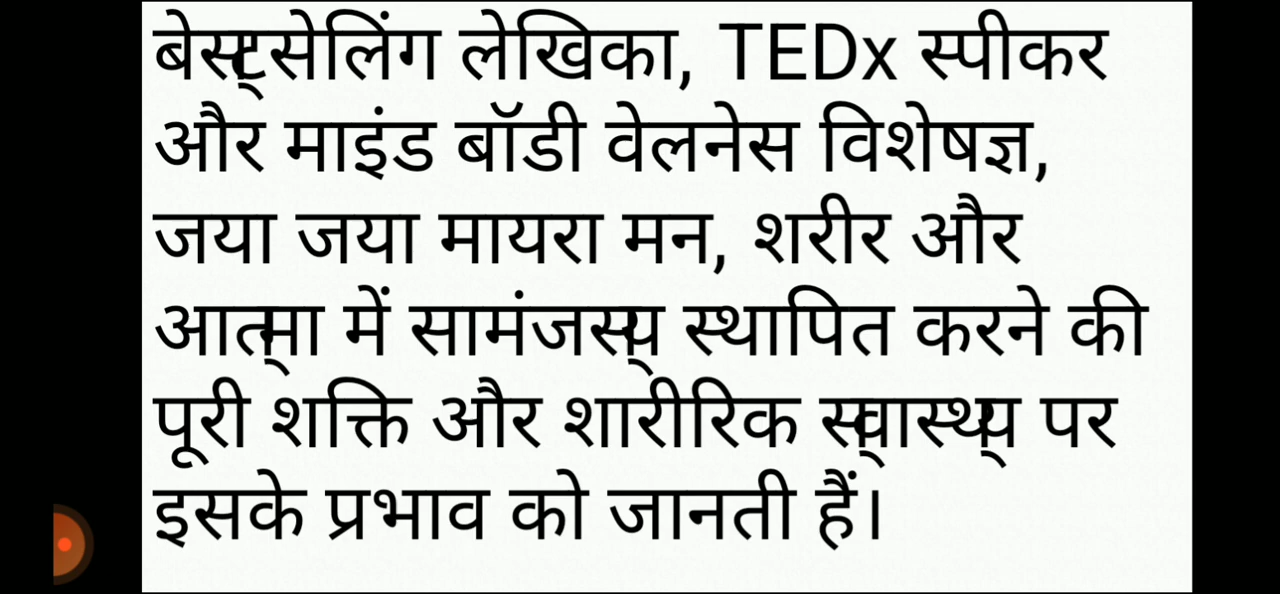 बेस्ट्सेलिंग लेखिका, TEDx स्पीकर
और माइंड बॉडी वेलनेस विशेषज्ञ,
जया जया मायरा मन, शरीर और
आत्मा में सामंजस्य स्थापित करने की
पूरी शक्ति और शारीरिक स्वास्थ्य पर
इसके प्रभाव को जानती हैं।